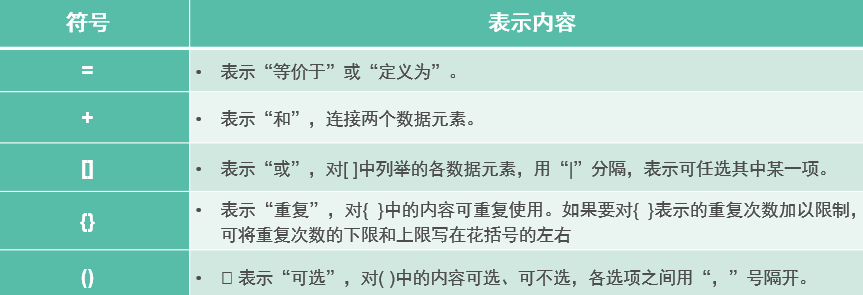 符号 表示内容
= • 表示“等价于”或“定义为”。
+ • 表示“和”，连接两个数据元素。
[] • 表示“或”，对[ ]中列举的各数据元素，用“|”分隔，表示可任选其中某一项。
{} • 表示“重复”，对{ }中的内容可重复使用。如果要对{ }表示的重复次数加以限制，
可将重复次数的下限和上限写在花括号的左右
() • 表示“可选”，对( )中的内容可选、可不选，各选项之间用“，”号隔开。